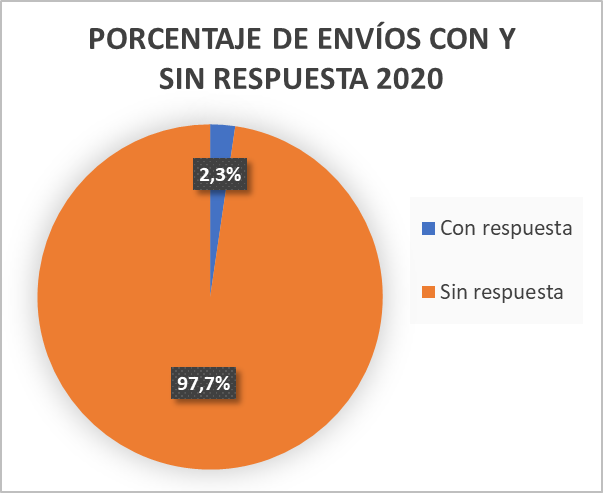 PORCENTAJE DE ENVÍOS CON Y
SIN RESPUESTA 2020
2,3%
Con respuesta
Sin respuesta
97,7%